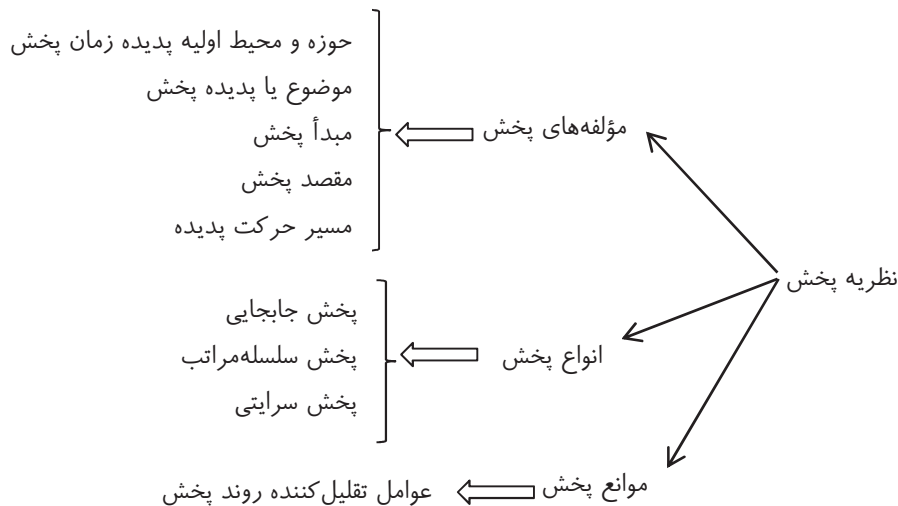 نظریه پخش
مؤلفه‌های پخش
حوزه و محیط اولیه پدیده زمان پخش
موضوع یا پدیده پخش
مبدأ پخش
مقصد پخش
مسیر حرکت پدیده
انواع پخش
پخش جابجایی
پخش سلسله‌مراتب
پخش سرایتی
موانع پخش
عوامل تقلیل‌کننده روند پخش